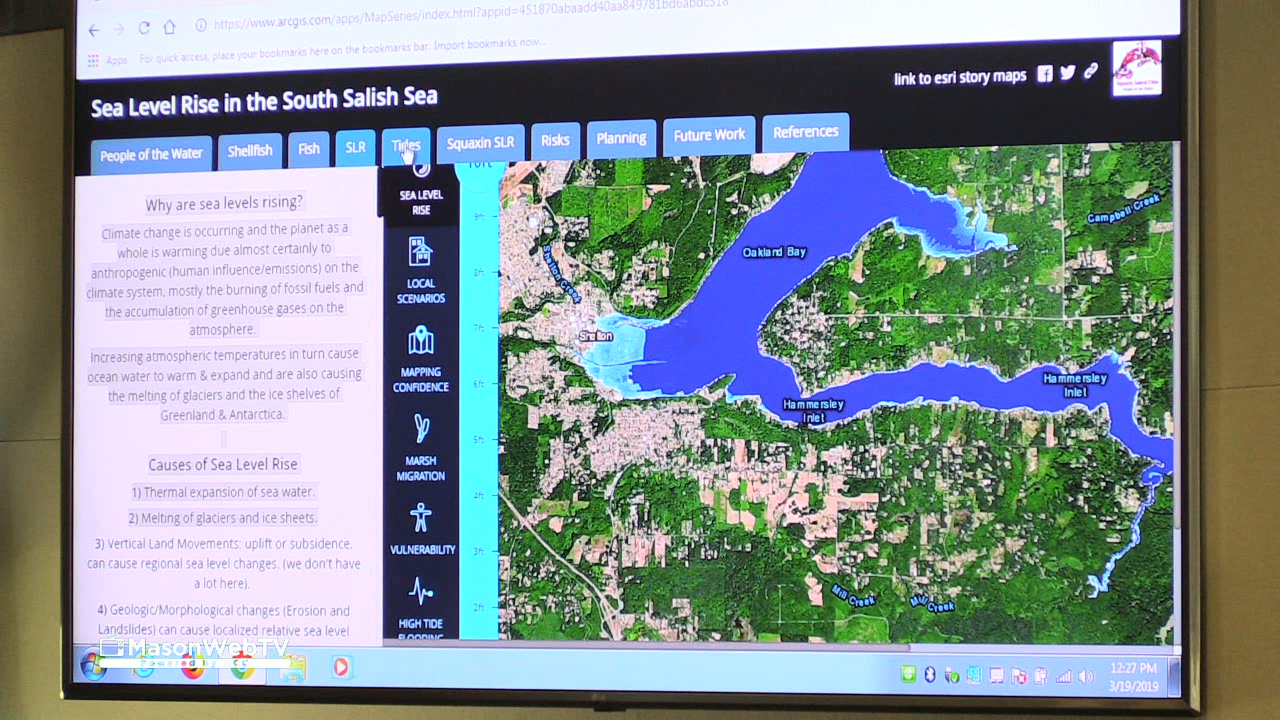 https://www.arcgis.com/apps/MapSeries/index.html?appid=451870abaadd40aa849781bd6abdc518
Apps For quick access, place your bookmarks here on the bookmarks bar. Import bookmarks now...
Sea Level Rise in the South Salish Sea
link to esri story maps
People of the Water
Shellfish
Fish
SLR
Tides
Squaxin SLR
Risks
Planning
Future Work
References
Why are sea levels rising?
Climate change is occurring and the planet as a
whole is warming due almost certainly to
anthropogenic (human influence/emissions) on the
climate system, mostly the burning of fossil fuels and
the accumulation of greenhouse gases on the
atmosphere.
Increasing atmospheric temperatures in turn cause
ocean water to warm & expand and are also causing
the melting of glaciers and the ice shelves of
Greenland & Antarctica.
Causes of Sea Level Rise
1) Thermal expansion of sea water.
2) Melting of glaciers and ice sheets.
3) Vertical Land Movements: uplift or subsidence,
can cause regional sea level changes. (we don't have
a lot here).
4) Geologic/Morphological changes (Erosion and
Landslides) can cause localized relative sea level
SEA LEVEL
RISE
LOCAL
SCENARIOS
MAPPING
CONFIDENCE
MARSH
MIGRATION
VULNERABILITY
HIGH TIDE
FLOODING
10ft
9ft
8ft
7ft
6ft
5ft
4ft
3ft
2ft
Campbell Creek
Oakland Bay
Shelton Creek
Shelton
Hammersley
Inlet
Hammersley
Inlet
Mill Creek
Mill Creek
MasonWebTV
Powered by
12:27 PM
3/19/2019